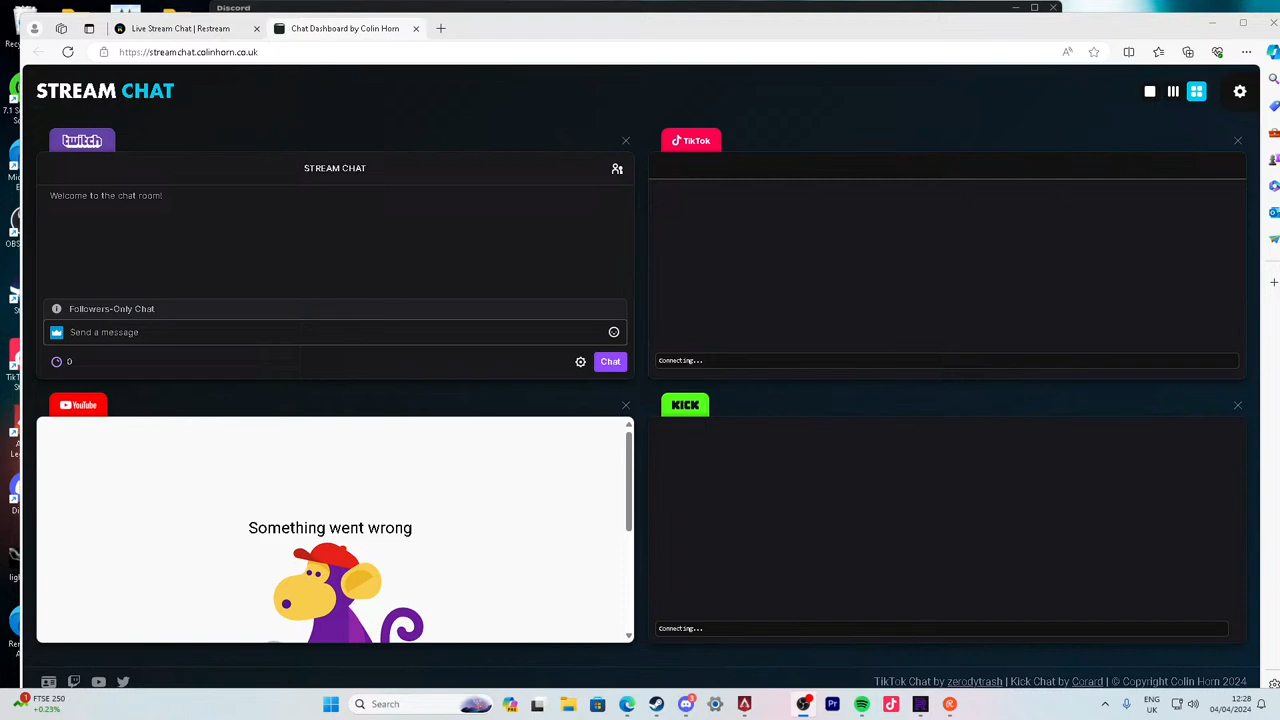 Discord
Live Stream Chat | Restream
Chat Dashboard by Colin Horn
https://streamchat.colinhorn.co.uk
STREAM CHAT
twitch
TikTok
STREAM CHAT
Welcome to the chat room!
Followers-Only Chat
Send a message
Connecting...
0
Chat
YouTube
KICK
Something went wrong
Connecting...
TikTok Chat by zerodytrash | Kick Chat by Corard | © Copyright Colin Horn 2024
FTSE 250
+0.23%
Search
ENG
UK
12:28
04/04/2024